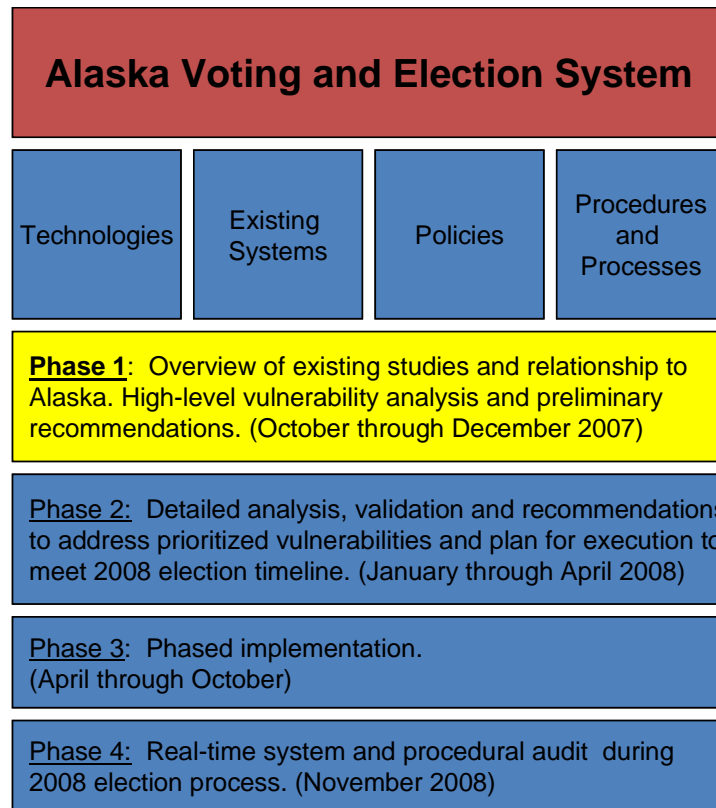 Alaska Voting and Election System
Technologies
Existing
Systems
Policies
Procedures
and
Processes
Phase 1:  Overview of existing studies and relationship to
Alaska. High-level vulnerability analysis and preliminary
recommendations. (October through December 2007)
Phase 2:  Detailed analysis, validation and recommendations
to address prioritized vulnerabilities and plan for execution to
meet 2008 election timeline. (January through April 2008)
Phase 3:  Phased implementation.
(April through October)
Phase 4:  Real-time system and procedural audit  during
2008 election process. (November 2008)